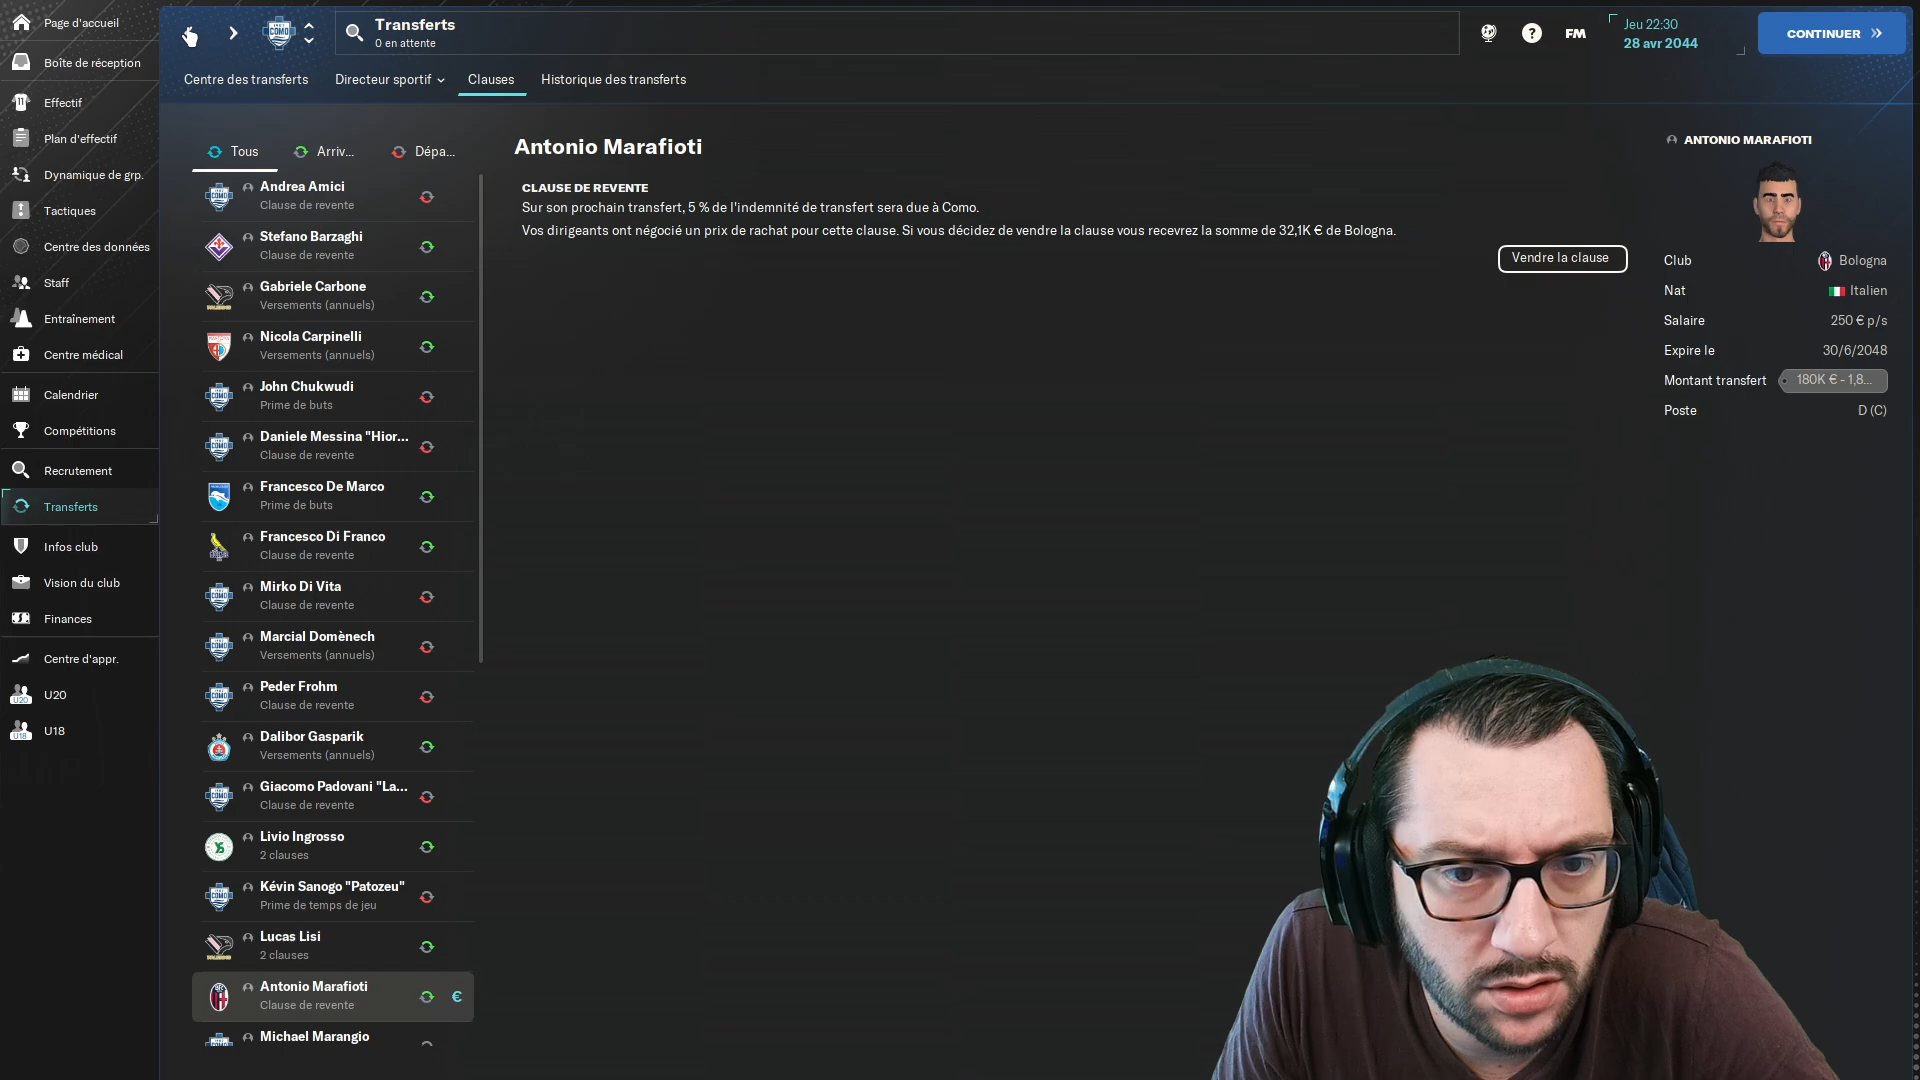 Page d'accueil
Boîte de réception
Effectif
Plan d'effectif
Dynamique de grp.
Tactiques
Centre des données
Staff
Entraînement
Centre médical
Calendrier
Compétitions
Recrutement
Transferts
Infos club
Vision du club
Finances
Centre d'appr.
U20
U18
Transferts
0 en attente
FM
Jeu 22:30
28 avr 2044
CONTINUER
Centre des transferts
Directeur sportif
Clauses
Historique des transferts
Tous
Arriv...
Dépa...
Andrea Amici
Clause de revente
Stefano Barzaghi
Clause de revente
Gabriele Carbone
Versements (annuels)
Nicola Carpinelli
Versements (annuels)
John Chukwudi
Prime de buts
Daniele Messina "Hior...
Clause de revente
Francesco De Marco
Prime de buts
Francesco Di Franco
Clause de revente
Mirko Di Vita
Clause de revente
Marcial Domènech
Versements (annuels)
Peder Frohm
Clause de revente
Dalibor Gasparik
Versements (annuels)
Giacomo Padovani "La...
Clause de revente
Livio Ingrosso
2 clauses
Kévin Sanogo "Patozeu"
Prime de temps de jeu
Lucas Lisi
2 clauses
Antonio Marafioti
Clause de revente
€
Michael Marangio
Antonio Marafioti
CLAUSE DE REVENTE
Sur son prochain transfert, 5 % de l'indemnité de transfert sera due à Como.
Vos dirigeants ont négocié un prix de rachat pour cette clause. Si vous décidez de vendre la clause vous recevrez la somme de 32,1K € de Bologna.
Vendre la clause
ANTONIO MARAFIOTI
Club Bologna
Nat Italien
Salaire 250 € p/s
Expire le 30/6/2048
Montant transfert 180K € - 1,8...
Poste D (C)